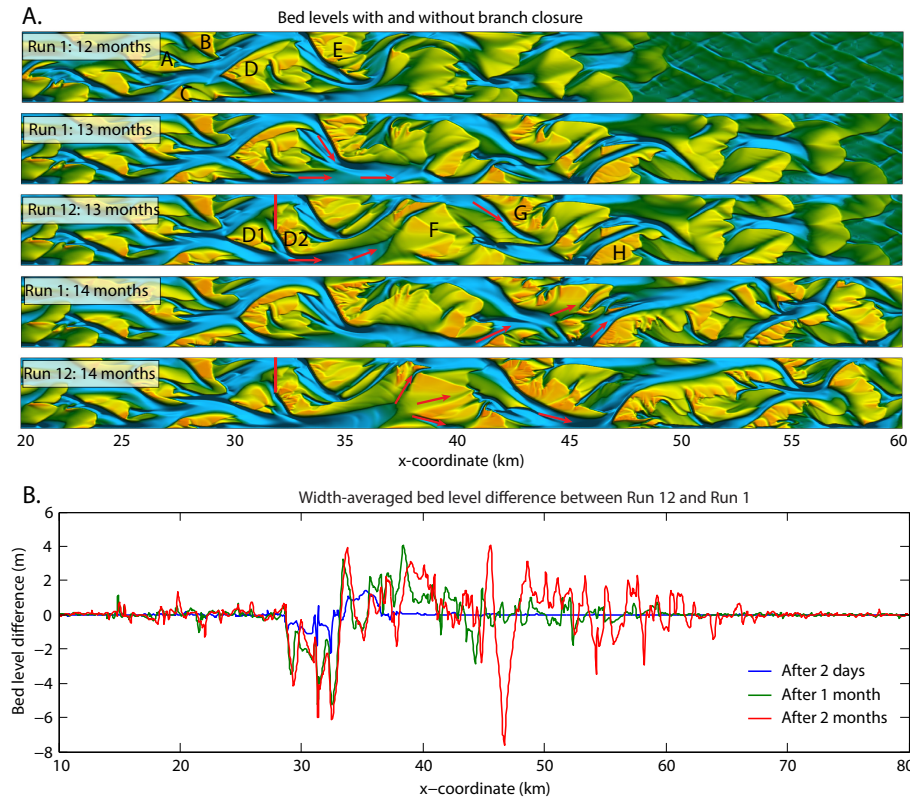 A.
Bed levels with and without branch closure
Run 1: 12 months
A
B
C
D
E
Run 1: 13 months
Run 12: 13 months
D1
D2
F
G
H
Run 1: 14 months
Run 12: 14 months
20 25 30 35 40 45 50 55 60
x-coordinate (km)
B.
Width-averaged bed level difference between Run 12 and Run 1
Bed level difference (m)
6
4
2
0
−2
−4
−6
−8
After 2 days
After 1 month
After 2 months
10 20 30 40 50 60 70 80
x−coordinate (km)